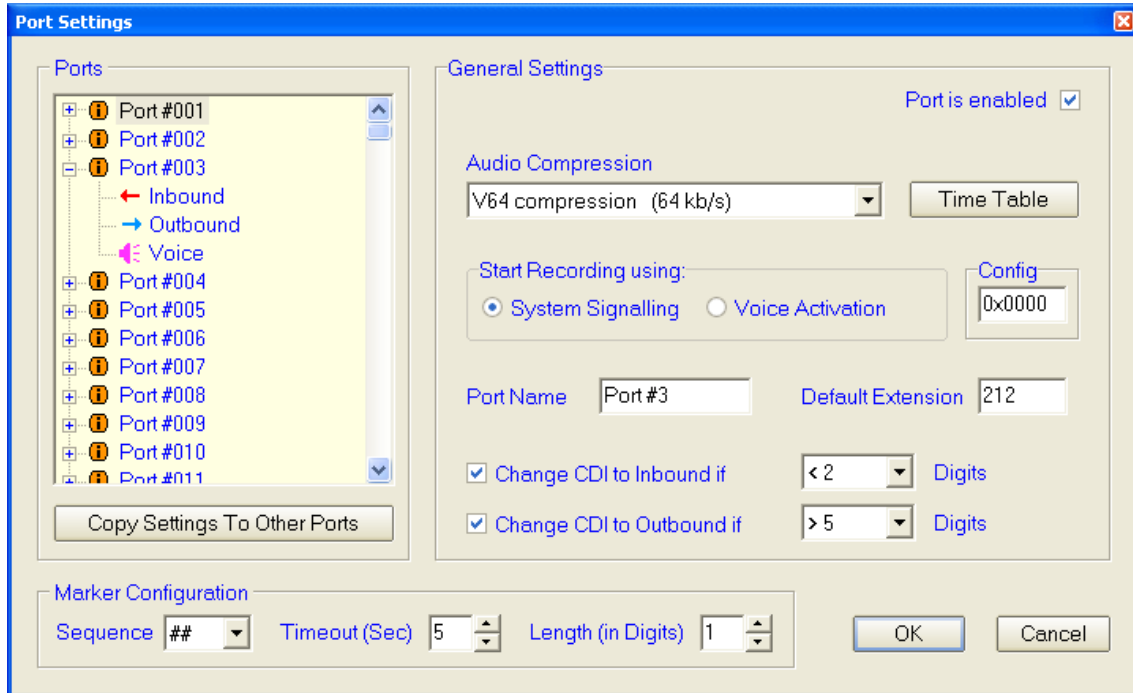 Port Settings
Ports
Port #001
Port #002
Port #003
Inbound
Outbound
Voice
Port #004
Port #005
Port #006
Port #007
Port #008
Port #009
Port #010
Port #011
Copy Settings To Other Ports
General Settings
Port is enabled
Audio Compression
V64 compression (64 kb/s)
Time Table
Start Recording using:
System Signalling
Voice Activation
Config
0x0000
Port Name
Port #3
Default Extension
212
Change CDI to Inbound if
< 2
Digits
Change CDI to Outbound if
> 5
Digits
Marker Configuration
Sequence
##
Timeout (Sec)
5
Length (in Digits)
1
OK
Cancel